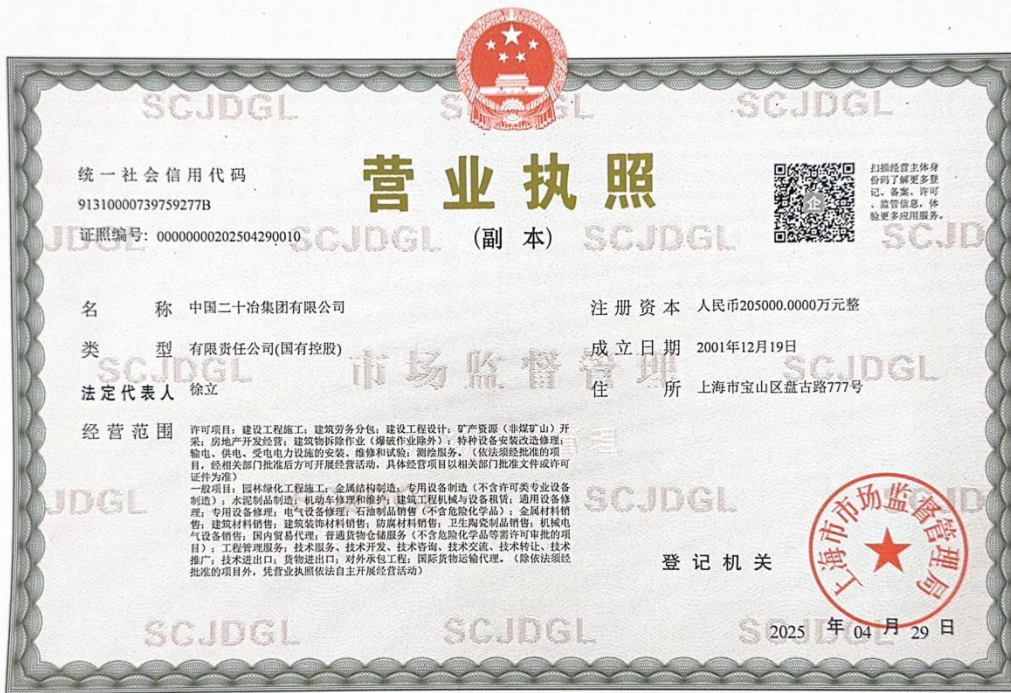 SCJDGL SCJDGL SCJDGL
营业执照
(副 本)
统一社会信用代码
91310000739759277B
证照编号: 00000000202504290010
扫描经营主体身
份码了解更多登
记、备案、许可
、监管信息，体
验更多应用服务。
企
JDGL SCJDGL SCJDGL SCJD
名 称 中国二十冶集团有限公司
类 型 有限责任公司(国有控股)
法定代表人 徐立
注册资本 人民币205000.0000万元整
成立日期 2001年12月19日
住 所 上海市宝山区盘古路777号
SCJDGL 市场监督管理 SCJDGL
经营范围 许可项目：建设工程施工；建筑劳务分包；建设工程设计；矿产资源（非煤矿山）开
采；房地产开发经营；建筑物拆除作业（爆破作业除外）；特种设备安装改造修理；
输电、供电、受电电力设施的安装、维修和试验；测绘服务。（依法须经批准的项
目，经相关部门批准后方可开展经营活动，具体经营项目以相关部门批准文件或许可
证件为准）
一般项目：园林绿化工程施工；金属结构制造；专用设备制造（不含许可类专业设备
制造）；水泥制品制造；机动车修理和维护；建筑工程机械与设备租赁；通用设备修
理；专用设备修理；电气设备修理；石油制品销售（不含危险化学品）；金属材料销
售；建筑材料销售；建筑装饰材料销售；防腐材料销售；卫生陶瓷制品销售；机械电
气设备销售；国内贸易代理；普通货物仓储服务（不含危险化学品等需许可审批的项
目）；工程管理服务；技术服务、技术开发、技术咨询、技术交流、技术转让、技术
推广；技术进出口；货物进出口；对外承包工程；国际货物运输代理。（除依法须经
批准的项目外，凭营业执照依法自主开展经营活动）
JDGL SCJDGL
登记机关
上海市市场监督管理局
2025 年 04 月 29 日
SCJDGL SCJDGL SCJDGL